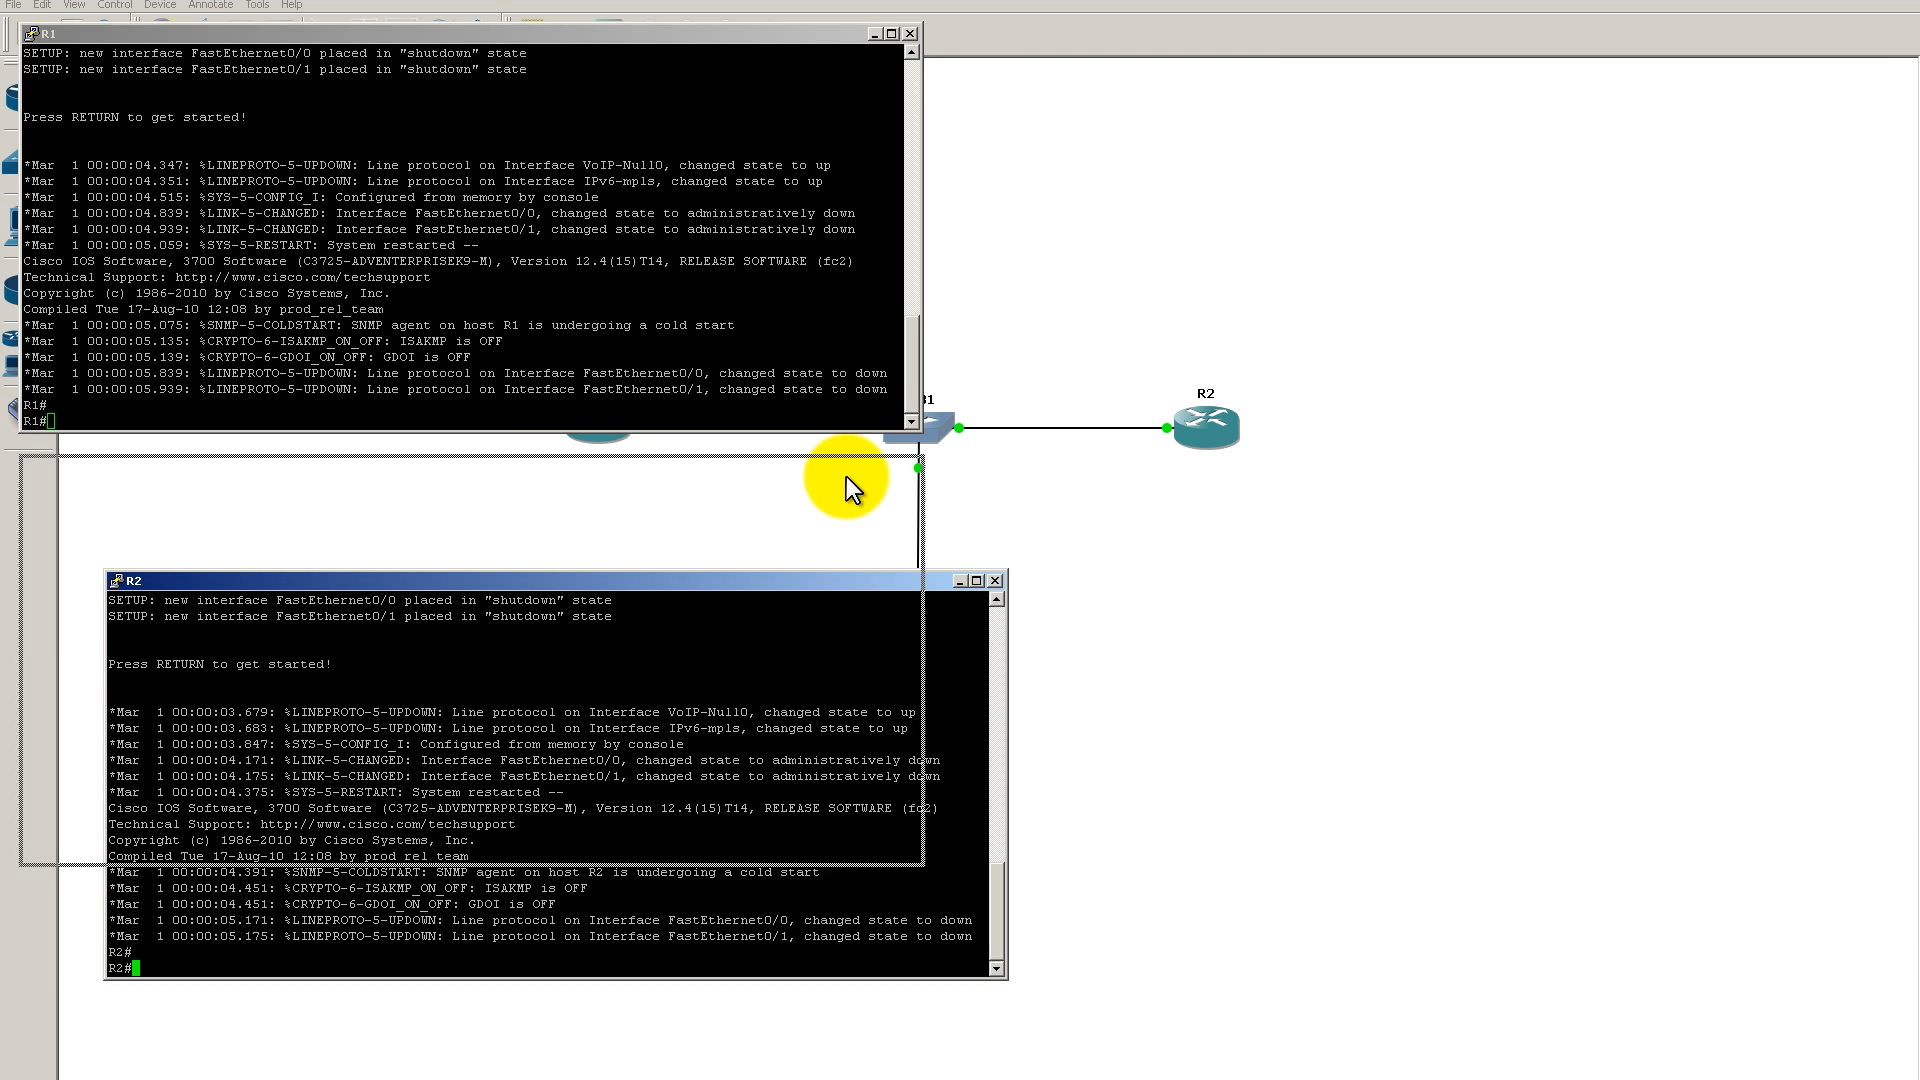 File Edit View Control Device Annotate Tools Help
R1
SETUP: new interface FastEthernet0/0 placed in "shutdown" state
SETUP: new interface FastEthernet0/1 placed in "shutdown" state
Press RETURN to get started!
*Mar  1 00:00:04.347: %LINEPROTO-5-UPDOWN: Line protocol on Interface VoIP-Null0, changed state to up
*Mar  1 00:00:04.351: %LINEPROTO-5-UPDOWN: Line protocol on Interface IPv6-mpls, changed state to up
*Mar  1 00:00:04.515: %SYS-5-CONFIG_I: Configured from memory by console
*Mar  1 00:00:04.839: %LINK-5-CHANGED: Interface FastEthernet0/0, changed state to administratively down
*Mar  1 00:00:04.939: %LINK-5-CHANGED: Interface FastEthernet0/1, changed state to administratively down
*Mar  1 00:00:05.059: %SYS-5-RESTART: System restarted --
Cisco IOS Software, 3700 Software (C3725-ADVENTERPRISEK9-M), Version 12.4(15)T14, RELEASE SOFTWARE (fc2)
Technical Support: http://www.cisco.com/techsupport
Copyright (c) 1986-2010 by Cisco Systems, Inc.
Compiled Tue 17-Aug-10 12:08 by prod_rel_team
*Mar  1 00:00:05.075: %SNMP-5-COLDSTART: SNMP agent on host R1 is undergoing a cold start
*Mar  1 00:00:05.135: %CRYPTO-6-ISAKMP_ON_OFF: ISAKMP is OFF
*Mar  1 00:00:05.139: %CRYPTO-6-GDOI_ON_OFF: GDOI is OFF
*Mar  1 00:00:05.839: %LINEPROTO-5-UPDOWN: Line protocol on Interface FastEthernet0/0, changed state to down
*Mar  1 00:00:05.939: %LINEPROTO-5-UPDOWN: Line protocol on Interface FastEthernet0/1, changed state to down
R1#
R1#
R2
R2
SETUP: new interface FastEthernet0/0 placed in "shutdown" state
SETUP: new interface FastEthernet0/1 placed in "shutdown" state
Press RETURN to get started!
*Mar  1 00:00:03.679: %LINEPROTO-5-UPDOWN: Line protocol on Interface VoIP-Null0, changed state to up
*Mar  1 00:00:03.683: %LINEPROTO-5-UPDOWN: Line protocol on Interface IPv6-mpls, changed state to up
*Mar  1 00:00:03.847: %SYS-5-CONFIG_I: Configured from memory by console
*Mar  1 00:00:04.171: %LINK-5-CHANGED: Interface FastEthernet0/0, changed state to administratively down
*Mar  1 00:00:04.175: %LINK-5-CHANGED: Interface FastEthernet0/1, changed state to administratively down
*Mar  1 00:00:04.375: %SYS-5-RESTART: System restarted --
Cisco IOS Software, 3700 Software (C3725-ADVENTERPRISEK9-M), Version 12.4(15)T14, RELEASE SOFTWARE (fc2)
Technical Support: http://www.cisco.com/techsupport
Copyright (c) 1986-2010 by Cisco Systems, Inc.
Compiled Tue 17-Aug-10 12:08 by prod_rel_team
*Mar  1 00:00:04.391: %SNMP-5-COLDSTART: SNMP agent on host R2 is undergoing a cold start
*Mar  1 00:00:04.451: %CRYPTO-6-ISAKMP_ON_OFF: ISAKMP is OFF
*Mar  1 00:00:04.451: %CRYPTO-6-GDOI_ON_OFF: GDOI is OFF
*Mar  1 00:00:05.171: %LINEPROTO-5-UPDOWN: Line protocol on Interface FastEthernet0/0, changed state to down
*Mar  1 00:00:05.175: %LINEPROTO-5-UPDOWN: Line protocol on Interface FastEthernet0/1, changed state to down
R2#
R2#